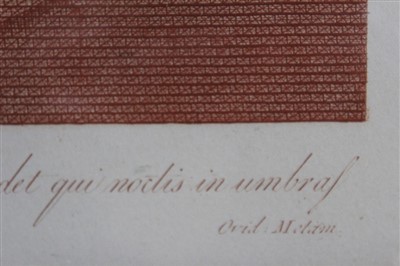 det qui noctis in umbras
Ovid. Metam.